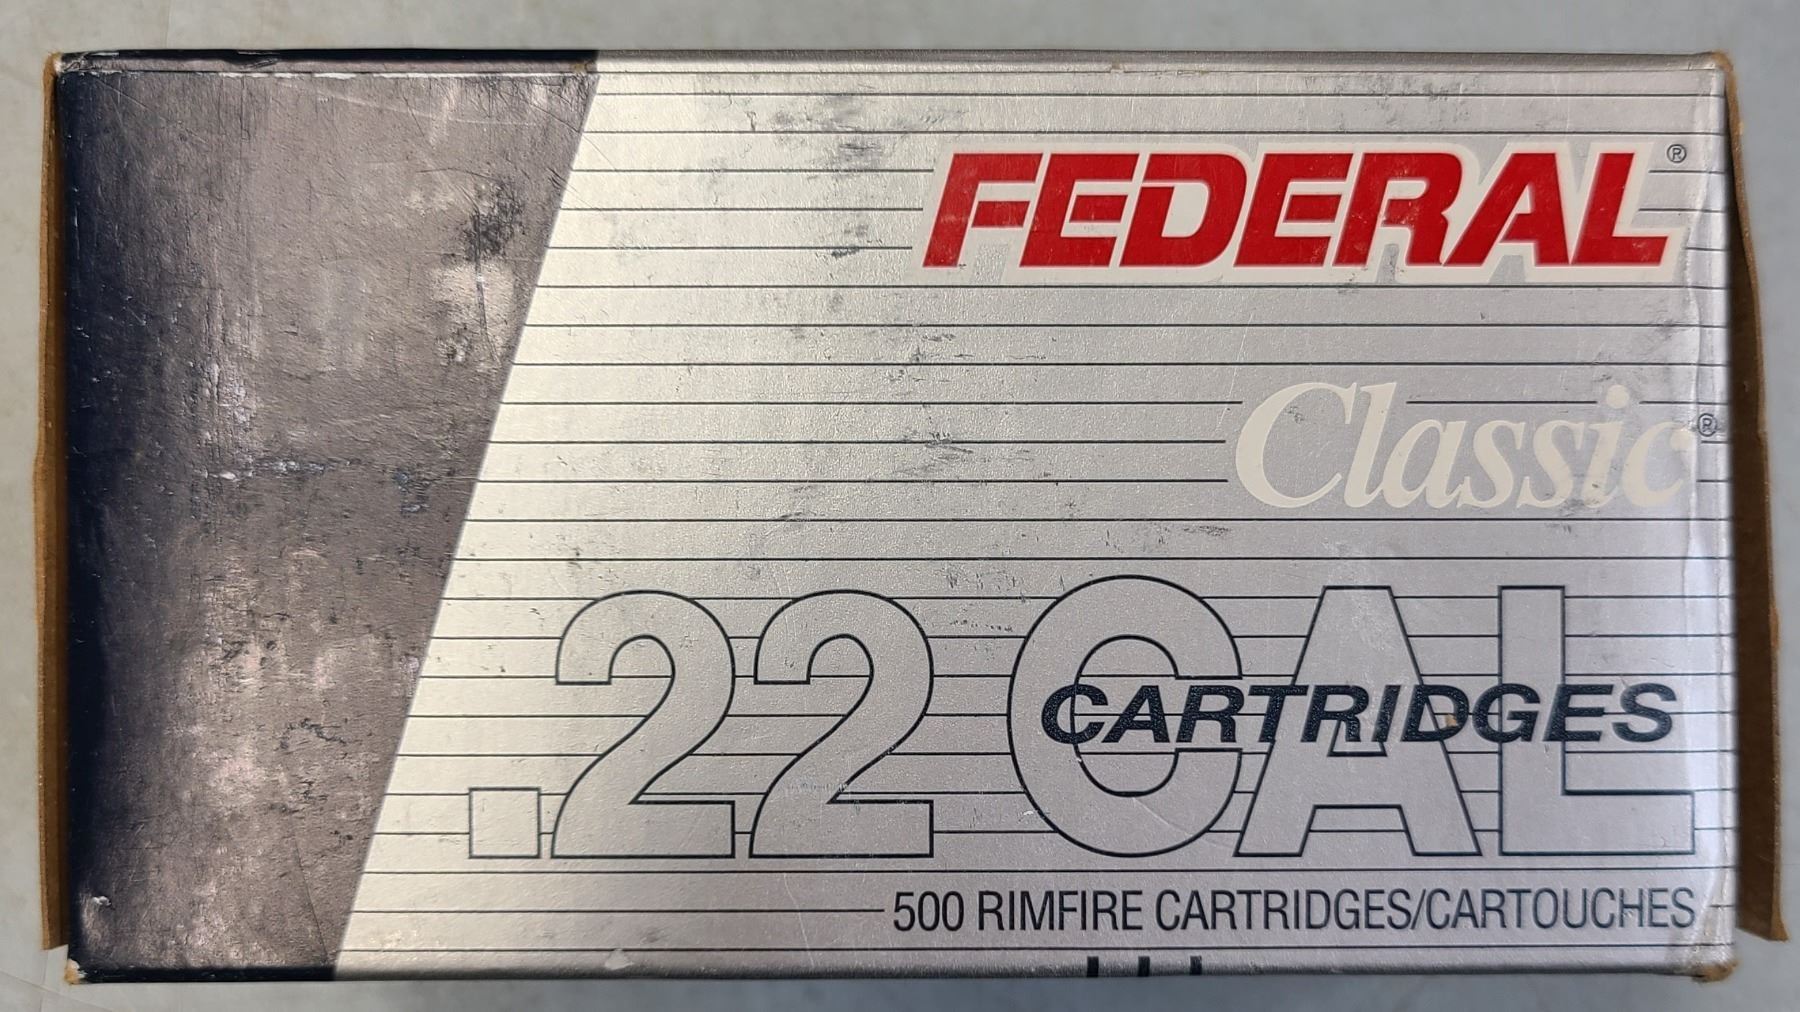 FEDERAL®
Classic®
.22 CAL
CARTRIDGES
500 RIMFIRE CARTRIDGES/CARTOUCHES